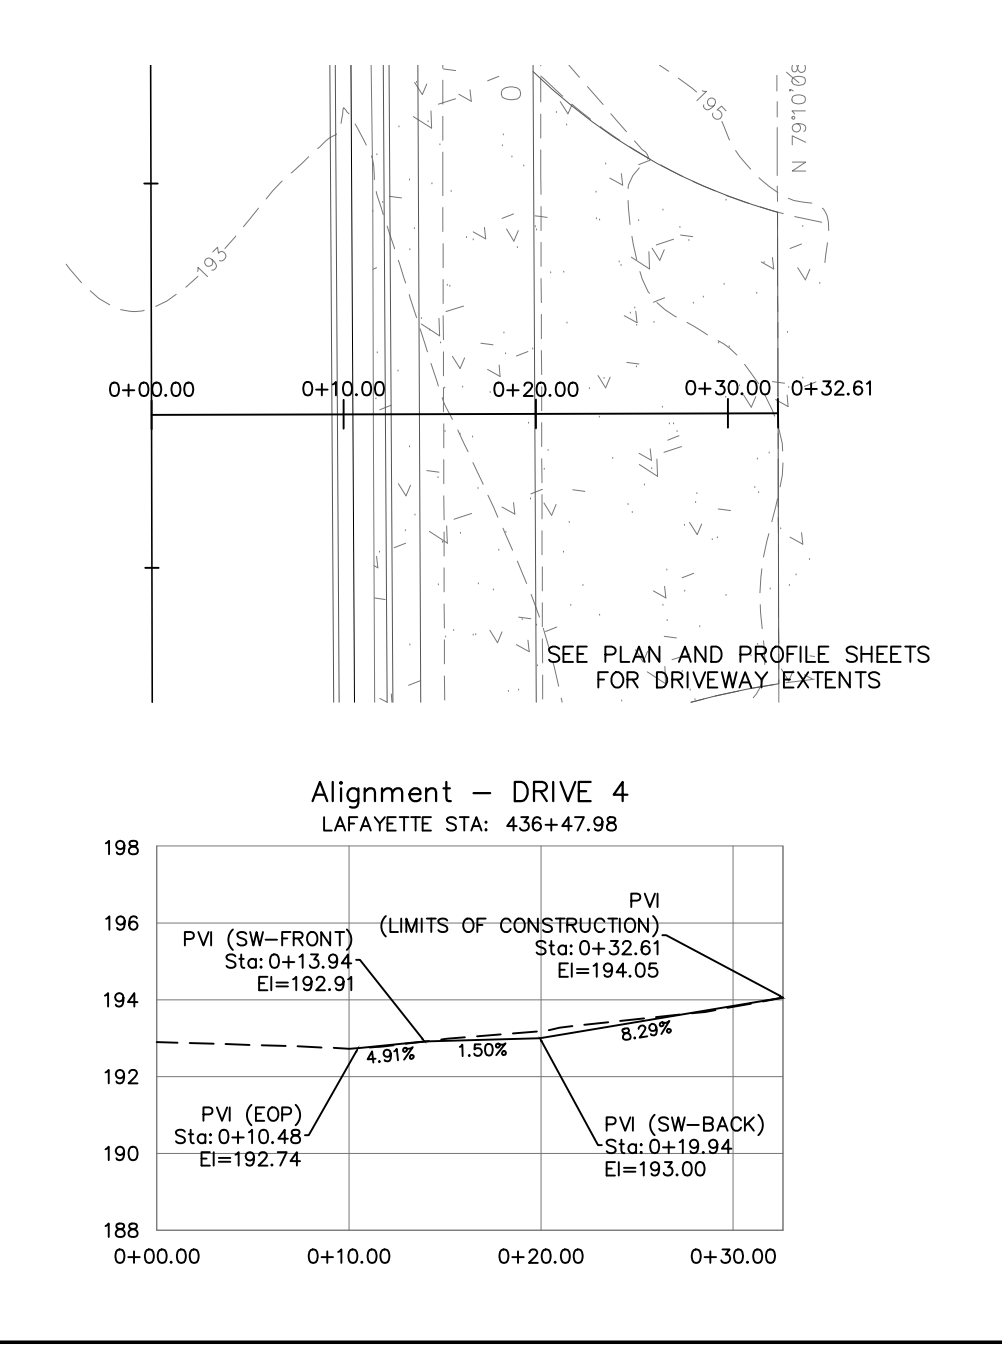 195
N 79°10'08
193
0+00.00
0+10.00
0+20.00
0+30.00
0+32.61
SEE PLAN AND PROFILE SHEETS
FOR DRIVEWAY EXTENTS
Alignment – DRIVE 4
LAFAYETTE STA: 436+47.98
198
196
194
192
190
188
PVI (SW-FRONT)
Sta: 0+13.94
El=192.91
PVI
(LIMITS OF CONSTRUCTION)
Sta: 0+32.61
El=194.05
4.91%
1.50%
8.29%
PVI (EOP)
Sta: 0+10.48
El=192.74
PVI (SW-BACK)
Sta: 0+19.94
El=193.00
0+00.00
0+10.00
0+20.00
0+30.00